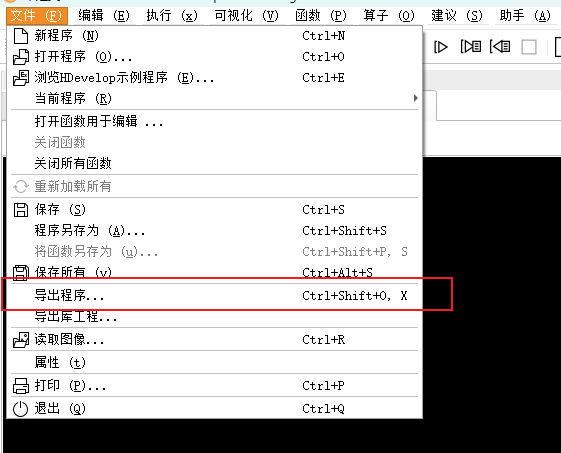 文件 (F) 编辑 (E) 执行 (x) 可视化 (V) 函数 (P) 算子 (O) 建议 (S) 助手 (A)
新程序 (N) Ctrl+N
打开程序 (O)... Ctrl+O
浏览HDevelop示例程序 (E)... Ctrl+E
当前程序 (R)
打开函数用于编辑 ...
关闭函数
关闭所有函数
重新加载所有
保存 (S) Ctrl+S
程序另存为 (A)... Ctrl+Shift+S
将函数另存为 (u)... Ctrl+Shift+P, S
保存所有 (v) Ctrl+Alt+S
导出程序... Ctrl+Shift+O, X
导出库工程...
读取图像... Ctrl+R
属性 (t)
打印 (P)... Ctrl+P
退出 (Q) Ctrl+Q